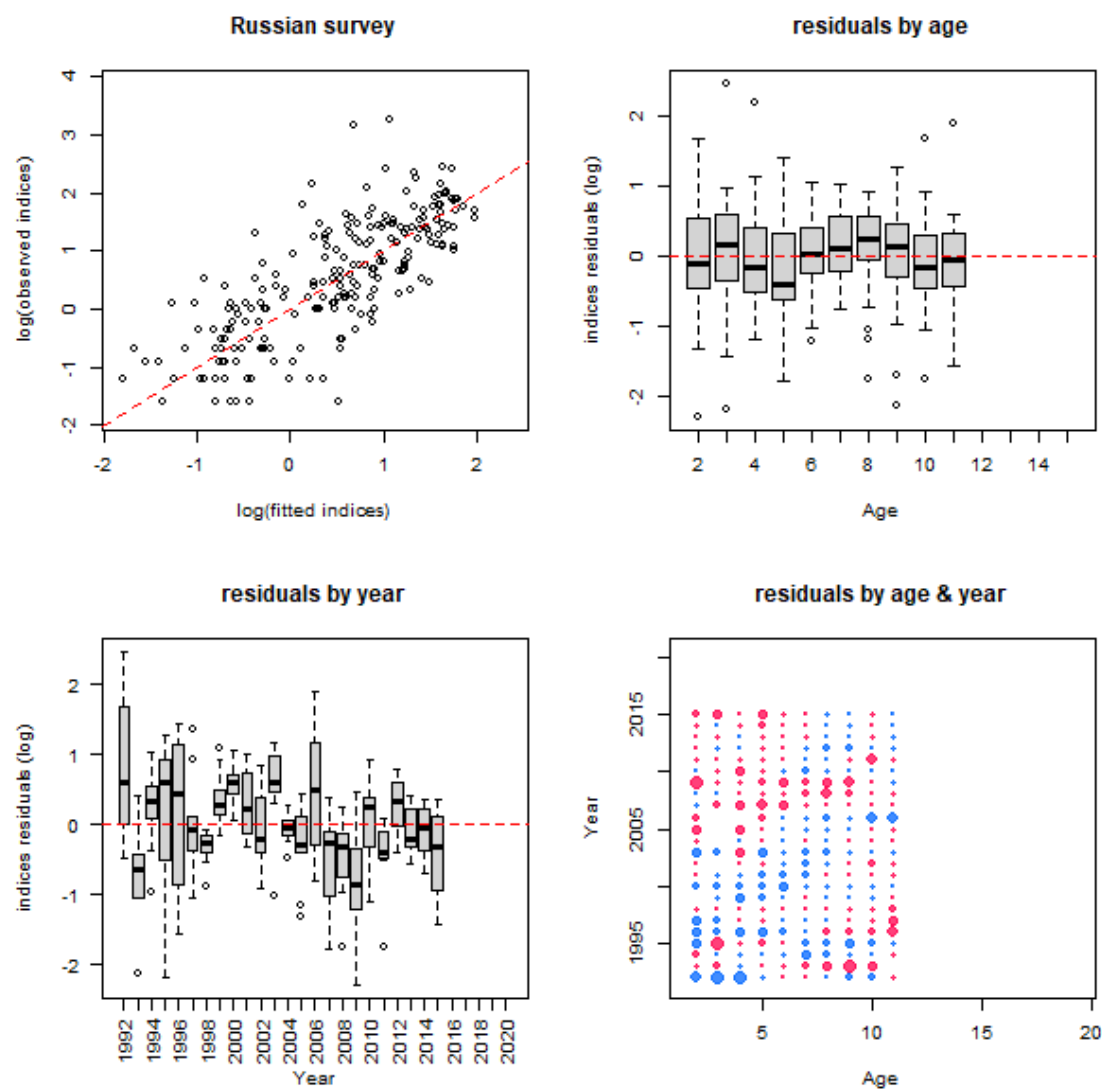 Russian survey
log(observed indices)
4
3
2
1
0
-1
-2
-2 -1 0 1 2
log(fitted indices)
residuals by age
indices residuals (log)
2
1
0
-1
-2
2 4 6 8 10 12 14
Age
residuals by year
indices residuals (log)
2
1
0
-1
-2
1992 1994 1996 1998 2000 2002 2004 2006 2008 2010 2012 2014 2016 2018 2020
Year
residuals by age & year
Year
2015
2005
1995
5 10 15 20
Age